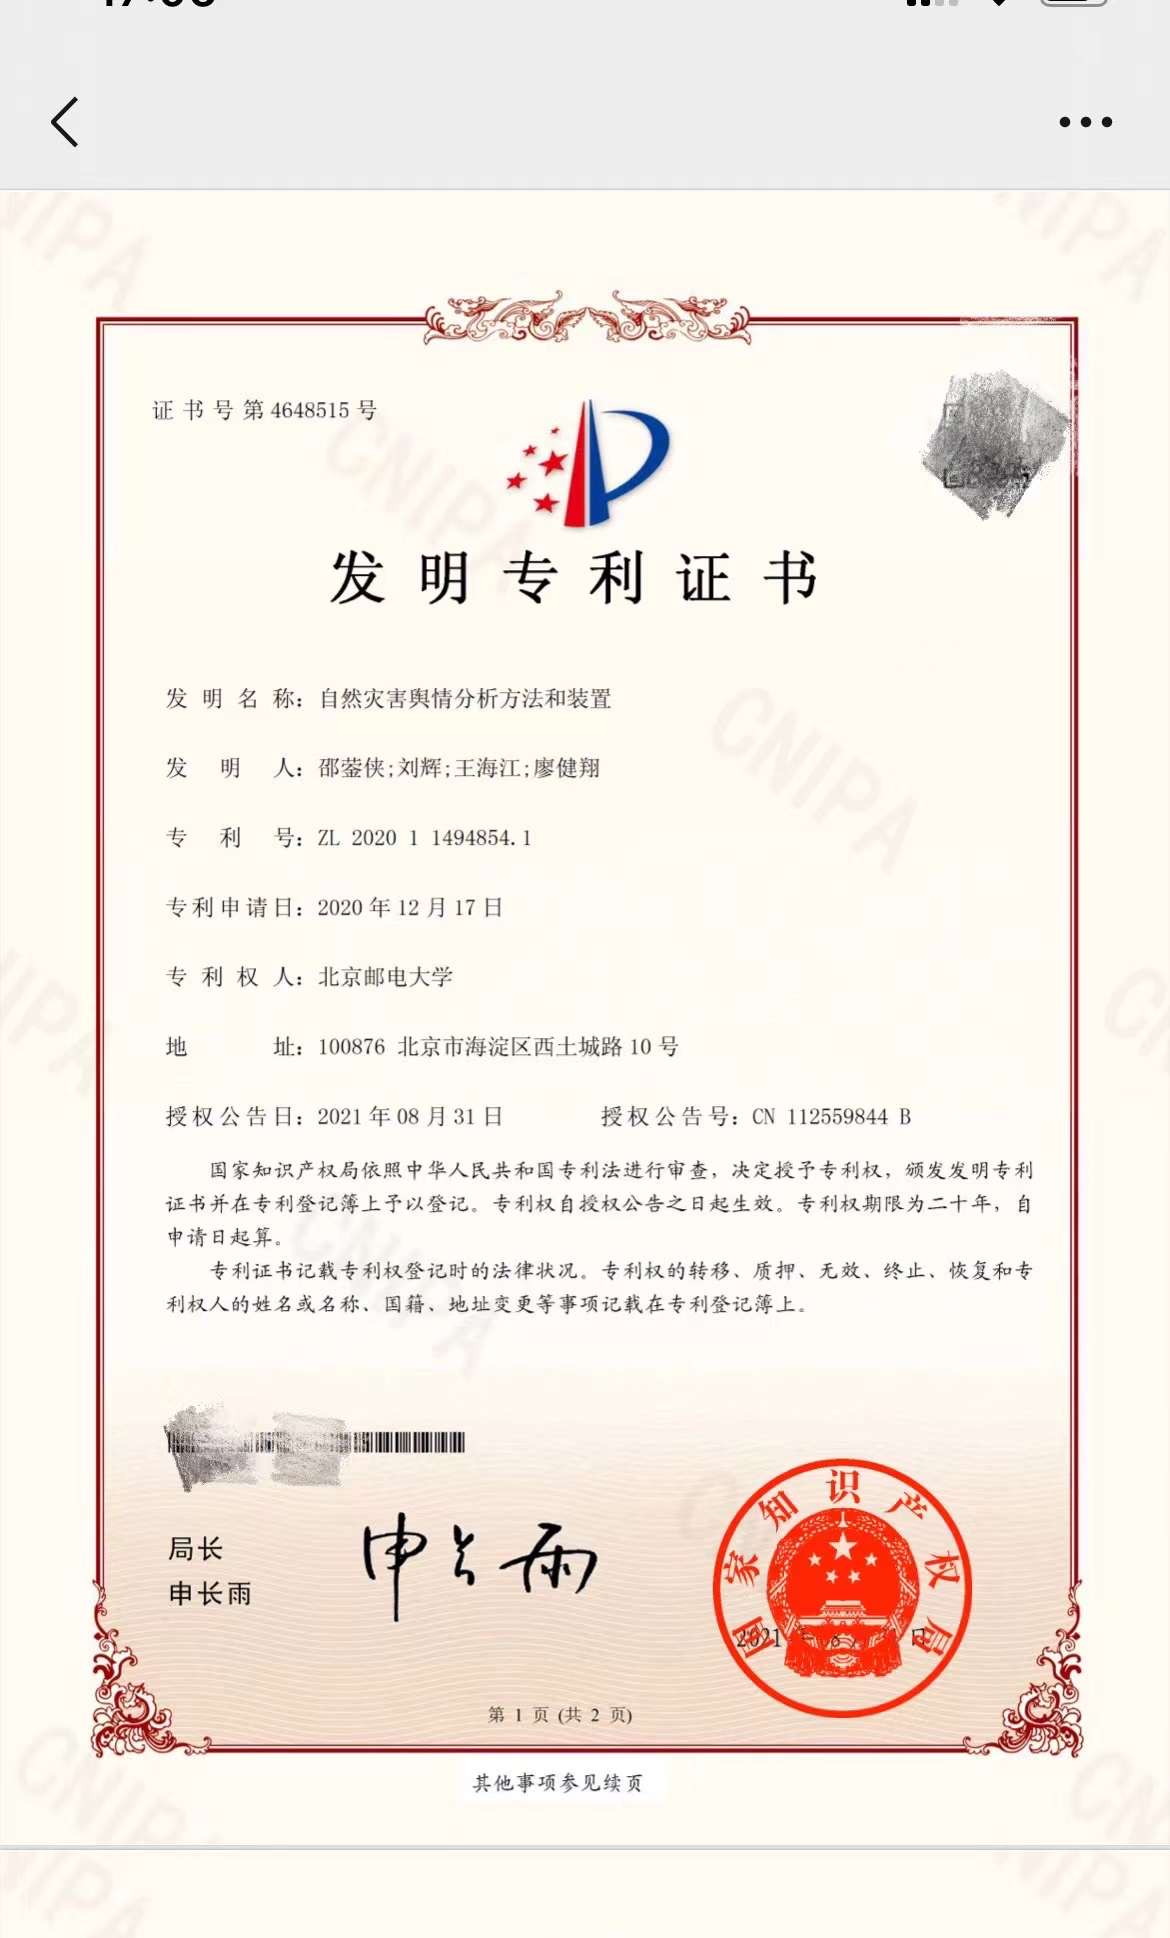 证书号第4648515号
发明专利证书
发明名称：自然灾害舆情分析方法和装置
发明人：邵蓥侠;刘辉;王海江;廖健翔
专利号：ZL 2020 1 1494854.1
专利申请日：2020年12月17日
专利权人：北京邮电大学
地址：100876 北京市海淀区西土城路10号
授权公告日：2021年08月31日 授权公告号：CN 112559844 B
国家知识产权局依照中华人民共和国专利法进行审查，决定授予专利权，颁发发明专利
证书并在专利登记簿上予以登记。专利权自授权公告之日起生效。专利权期限为二十年，自
申请日起算。
专利证书记载专利权登记时的法律状况。专利权的转移、质押、无效、终止、恢复和专
利权人的姓名或名称、国籍、地址变更等事项记载在专利登记簿上。
局长
申长雨
申长雨
国家知识产权局
2021
日
第 1 页 (共 2 页)
其他事项参见续页
CNIPA
CNIPA
CNIPA
CNIPA